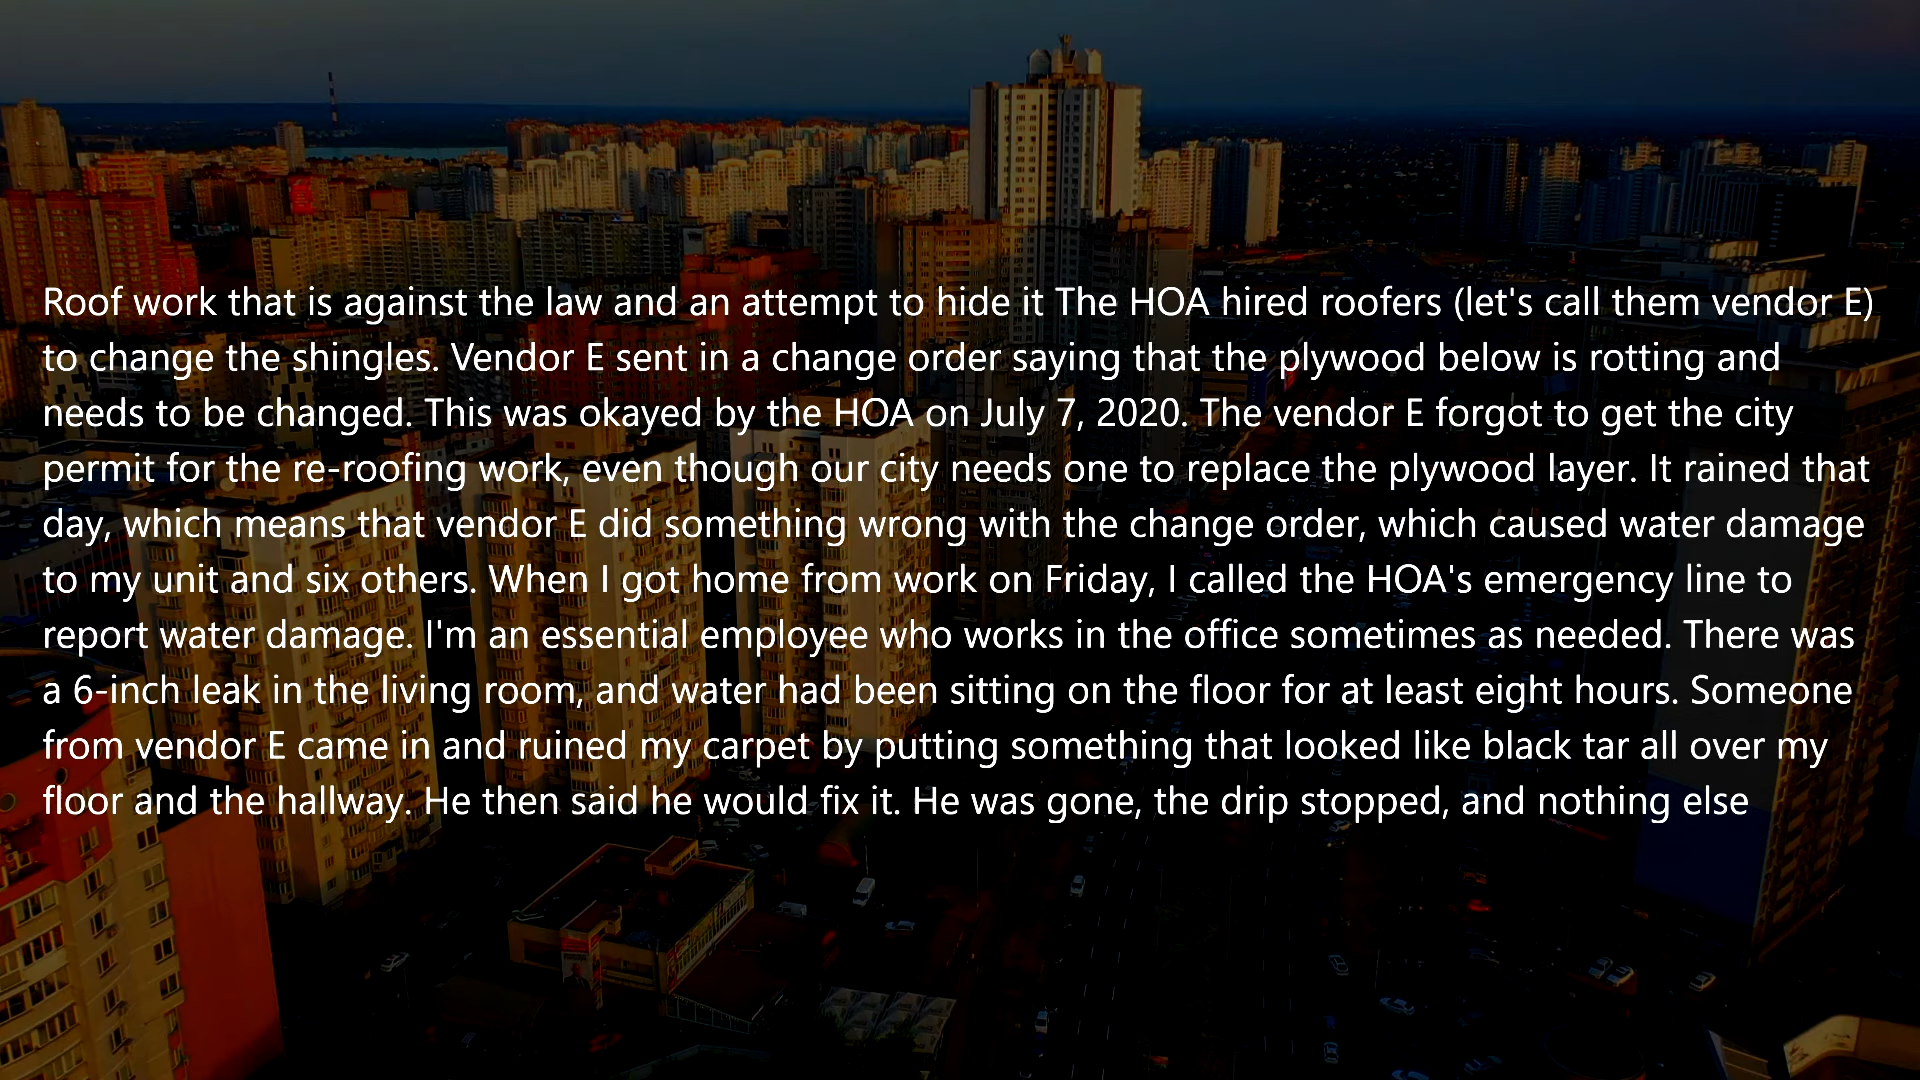 Roof work that is against the law and an attempt to hide it The HOA hired roofers (let's call them vendor E)
to change the shingles. Vendor E sent in a change order saying that the plywood below is rotting and
needs to be changed. This was okayed by the HOA on July 7, 2020. The vendor E forgot to get the city
permit for the re-roofing work, even though our city needs one to replace the plywood layer. It rained that
day, which means that vendor E did something wrong with the change order, which caused water damage
to my unit and six others. When I got home from work on Friday, I called the HOA's emergency line to
report water damage. I'm an essential employee who works in the office sometimes as needed. There was
a 6-inch leak in the living room, and water had been sitting on the floor for at least eight hours. Someone
from vendor E came in and ruined my carpet by putting something that looked like black tar all over my
floor and the hallway. He then said he would fix it. He was gone, the drip stopped, and nothing else